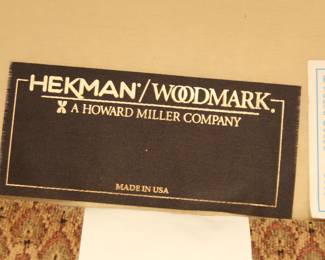 HEKMAN®/WOODMARK®
A HOWARD MILLER COMPANY
MADE IN USA